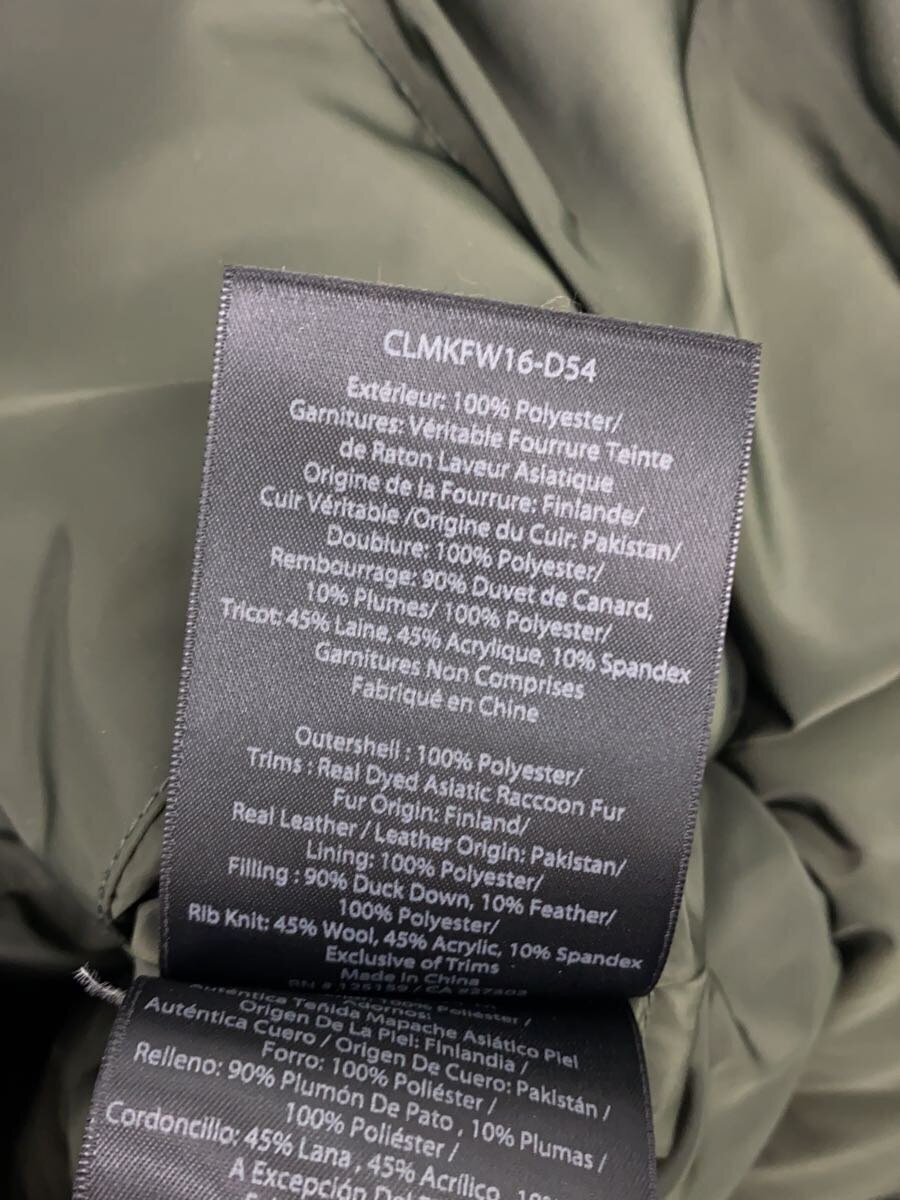 CLMKFW16-D54
Extérieur: 100% Polyester/
Garnitures: Véritable Fourrure Teinte
de Raton Laveur Asiatique
Origine de la Fourrure: Finlande/
Cuir Véritable /Origine du Cuir: Pakistan/
Doublure: 100% Polyester/
Rembourrage: 90% Duvet de Canard,
10% Plumes/ 100% Polyester/
Tricot: 45% Laine, 45% Acrylique, 10% Spandex
Garnitures Non Comprises
Fabriqué en Chine
Outershell : 100% Polyester/
Trims : Real Dyed Asiatic Raccoon Fur
Fur Origin: Finland/
Real Leather / Leather Origin: Pakistan/
Lining: 100% Polyester/
Filling : 90% Duck Down, 10% Feather/
100% Polyester/
Rib Knit: 45% Wool, 45% Acrylic, 10% Spandex
Exclusive of Trims
Made in China
RN #
Adornos:
Auténtica Teñida Mapache Asiático Piel
Origen De La Piel: Finlandia /
Auténtica Cuero / Origen De Cuero: Pakistán /
Forro: 100% Poliéster /
Relleno: 90% Plumón De Pato , 10% Plumas /
100% Poliéster /
Cordoncillo: 45% Lana , 45% Acrílico
A Excepción Del